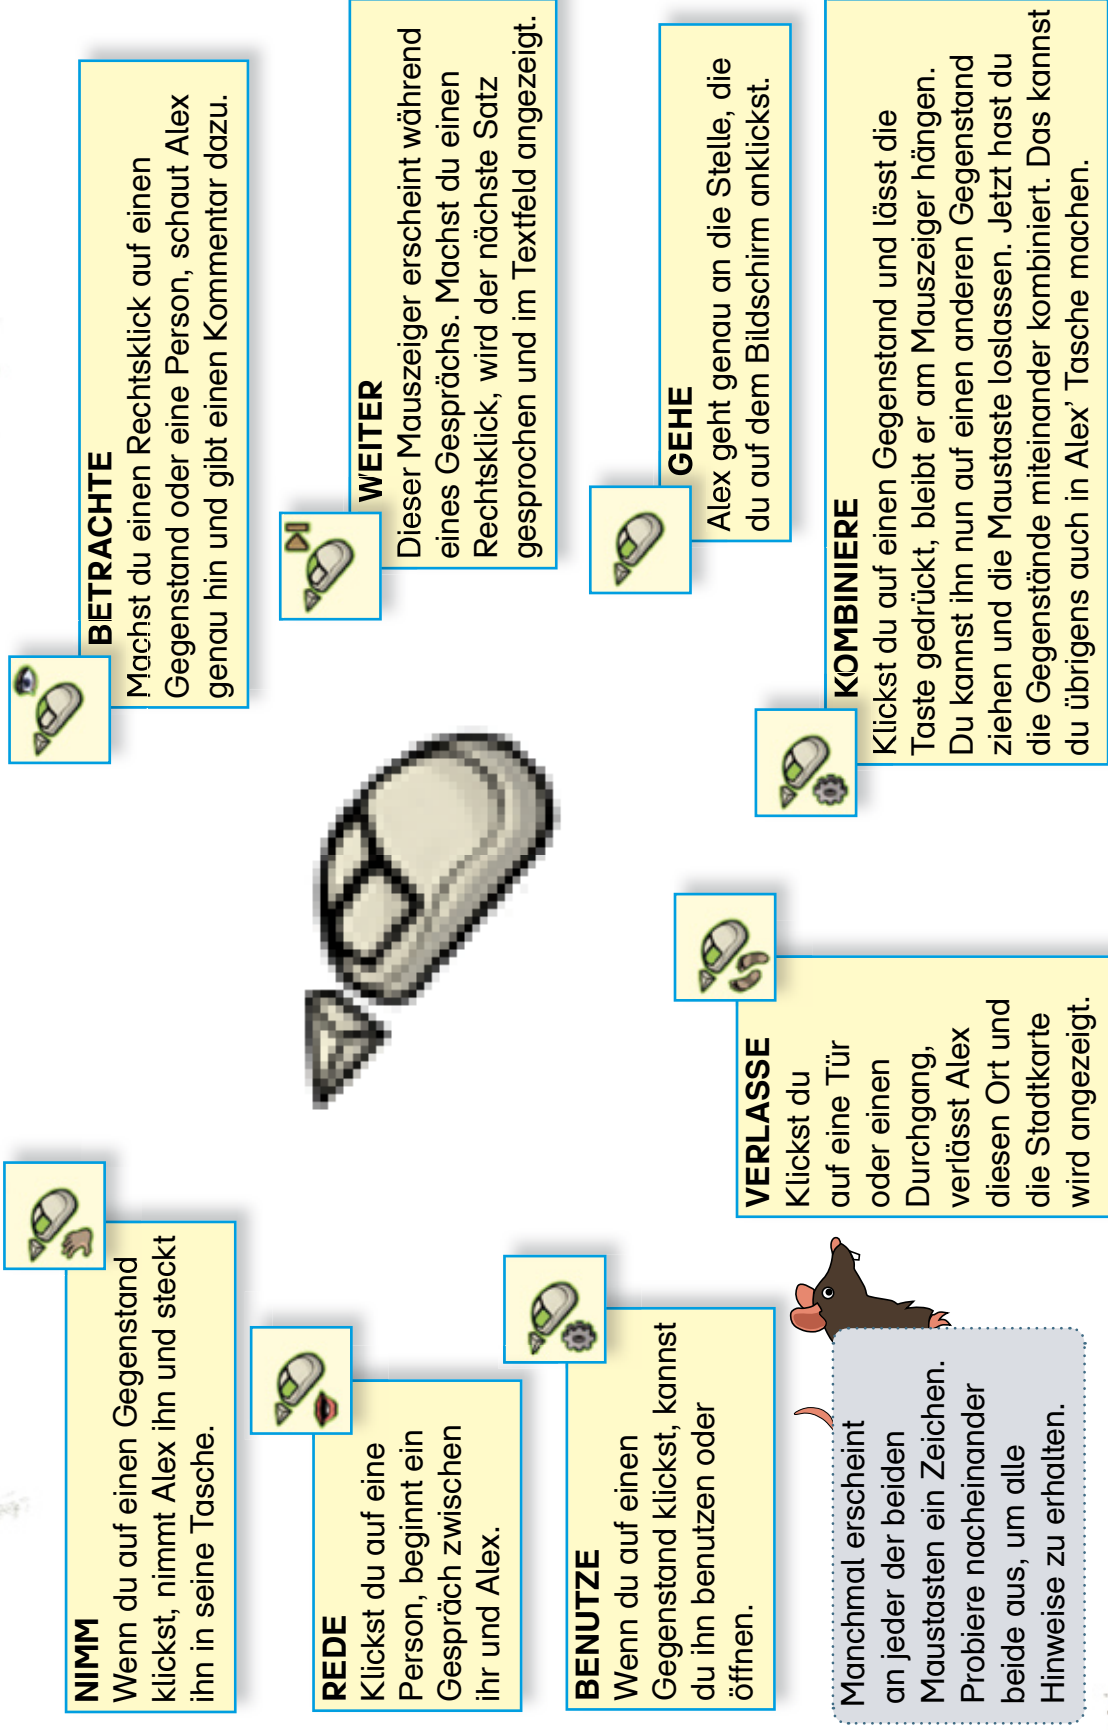 NIMM
Wenn du auf einen Gegenstand
klickst, nimmt Alex ihn und steckt
ihn in seine Tasche.
REDE
Klickst du auf eine
Person, beginnt ein
Gespräch zwischen
ihr und Alex.
BENUTZE
Wenn du auf einen
Gegenstand klickst, kannst
du ihn benutzen oder
öffnen.
Manchmal erscheint
an jeder der beiden
Maustasten ein Zeichen.
Probiere nacheinander
beide aus, um alle
Hinweise zu erhalten.
VERLASSE
Klickst du
auf eine Tür
oder einen
Durchgang,
verlässt Alex
diesen Ort und
die Stadtkarte
wird angezeigt.
BETRACHTE
Machst du einen Rechtsklick auf einen
Gegenstand oder eine Person, schaut Alex
genau hin und gibt einen Kommentar dazu.
WEITER
Dieser Mauszeiger erscheint während
eines Gesprächs. Machst du einen
Rechtsklick, wird der nächste Satz
gesprochen und im Textfeld angezeigt.
GEHE
Alex geht genau an die Stelle, die
du auf dem Bildschirm anklickst.
KOMBINIERE
Klickst du auf einen Gegenstand und lässt die
Taste gedrückt, bleibt er am Mauszeiger hängen.
Du kannst ihn nun auf einen anderen Gegenstand
ziehen und die Maustaste loslassen. Jetzt hast du
die Gegenstände miteinander kombiniert. Das kannst
du übrigens auch in Alex’ Tasche machen.